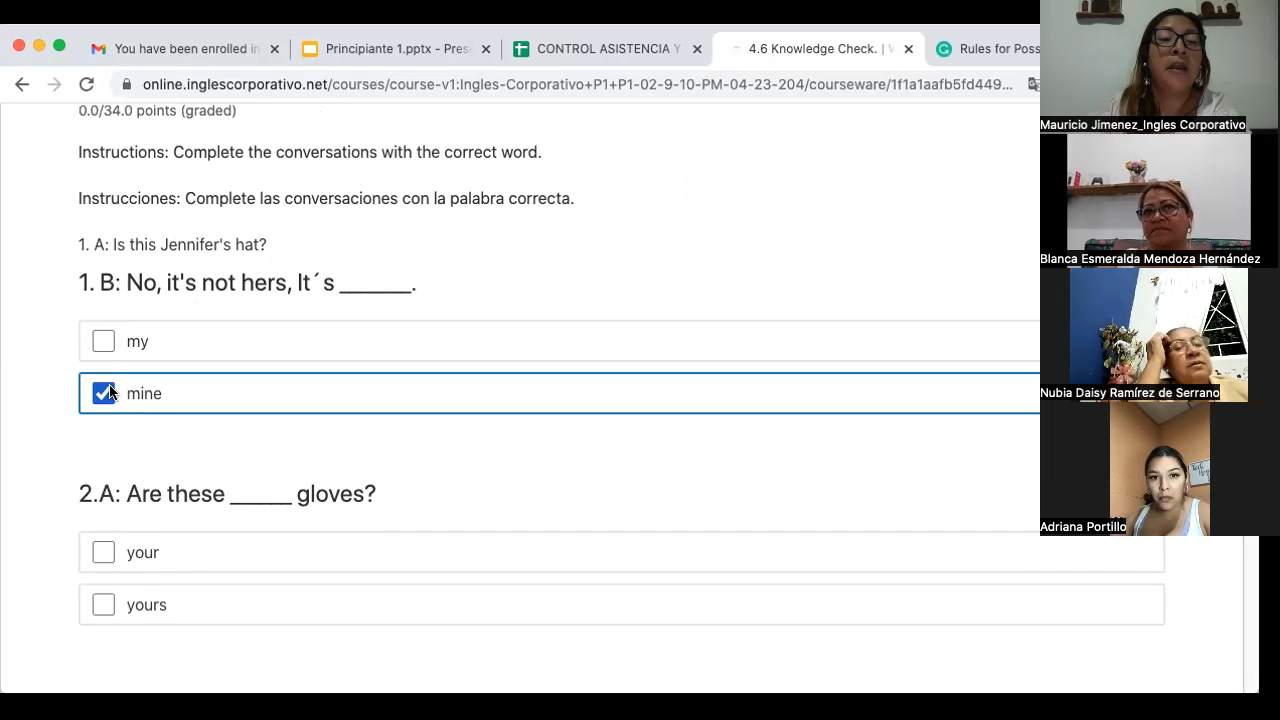 You have been enrolled in
Principiante 1.pptx - Pres
CONTROL ASISTENCIA Y
4.6 Knowledge Check. |
Rules for Poss
online.inglescorporativo.net/courses/course-v1:Ingles-Corporativo+P1+P1-02-9-10-PM-04-23-204/courseware/1f1a1aafb5fd449...
0.0/34.0 points (graded)
Instructions: Complete the conversations with the correct word.
Instrucciones: Complete las conversaciones con la palabra correcta.
1. A: Is this Jennifer's hat?
1. B: No, it's not hers, It´s ______.
my
mine
2.A: Are these _____ gloves?
your
yours
Mauricio Jimenez_Ingles Corporativo
Blanca Esmeralda Mendoza Hernández
Nubia Daisy Ramírez de Serrano
Adriana Portillo